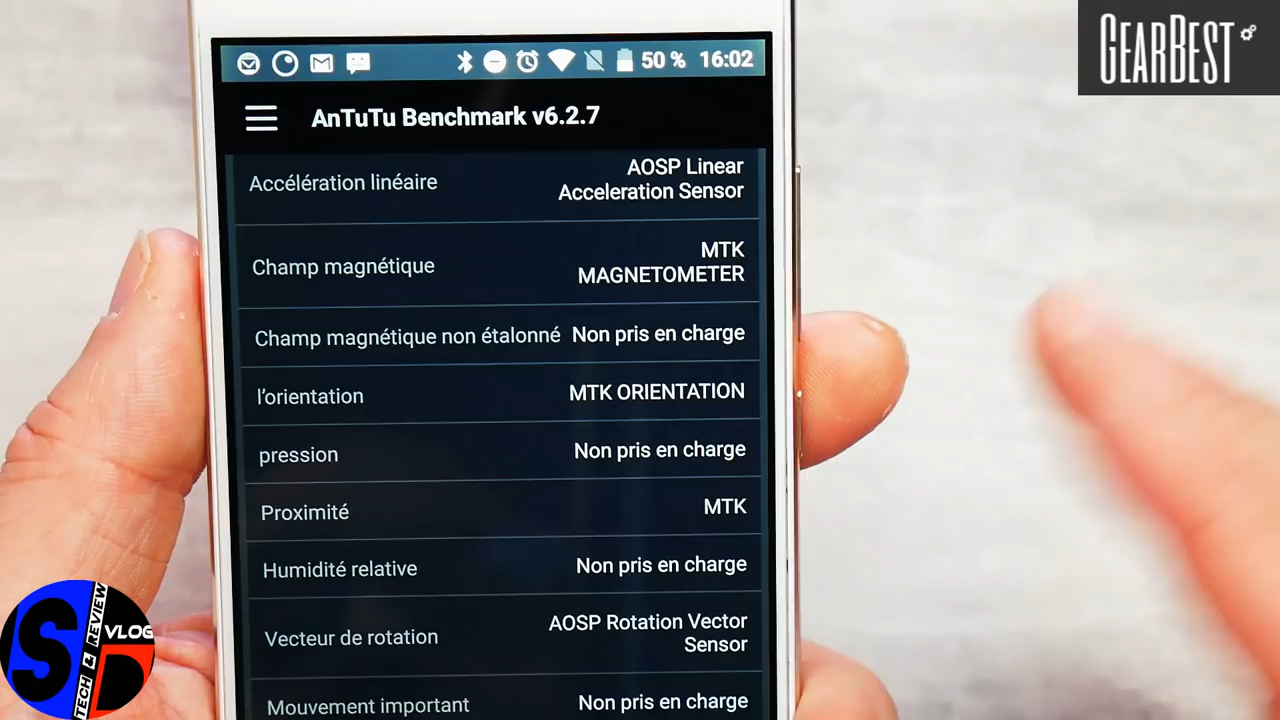 GEARBEST
50 % 16:02
AnTuTu Benchmark v6.2.7
Accélération linéaire AOSP Linear
Acceleration Sensor
Champ magnétique MTK
MAGNETOMETER
Champ magnétique non étalonné Non pris en charge
l'orientation MTK ORIENTATION
pression Non pris en charge
Proximité MTK
Humidité relative Non pris en charge
Vecteur de rotation AOSP Rotation Vector
Sensor
Mouvement important Non pris en charge
SD
TECH & REVIEW
VLOG